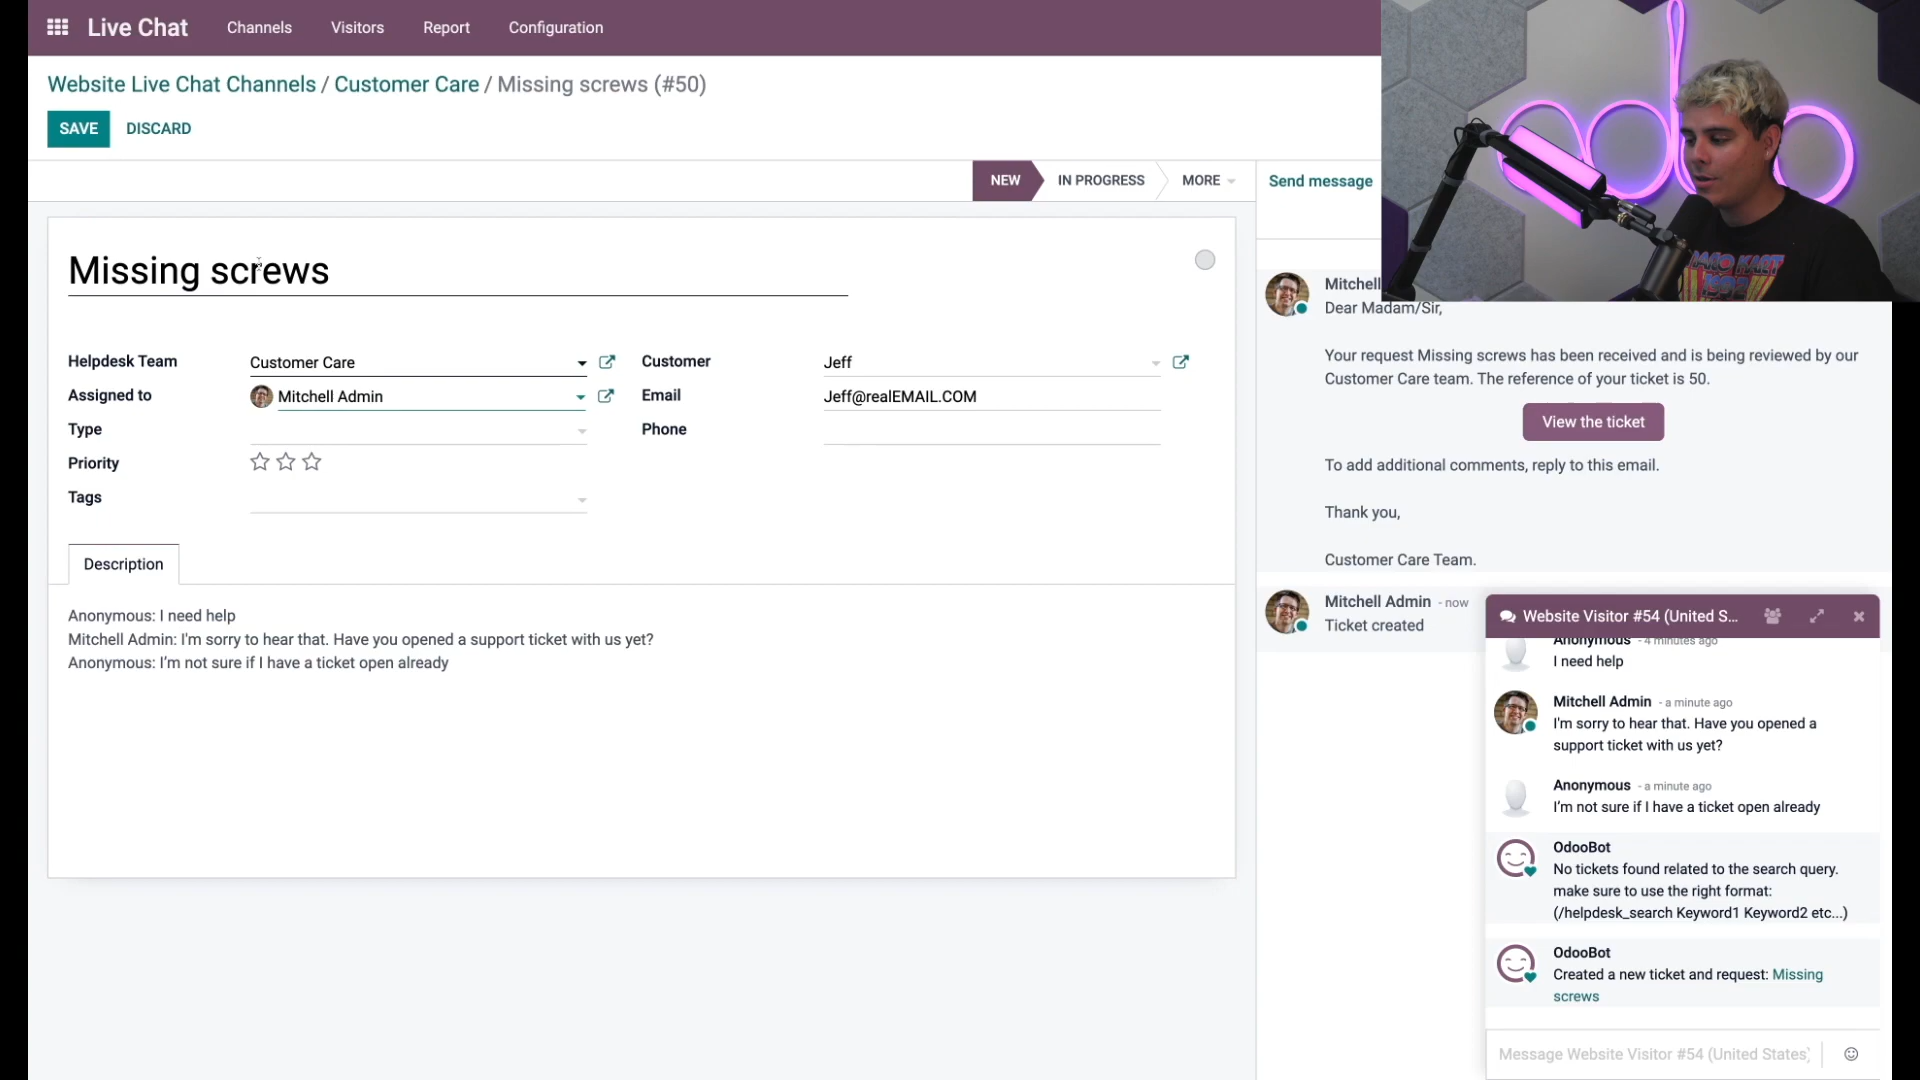 Live Chat
Channels
Visitors
Report
Configuration
Website Live Chat Channels / Customer Care / Missing screws (#50)
SAVE
DISCARD
NEW
IN PROGRESS
MORE
Send message
Missing screws
Helpdesk Team
Customer Care
Assigned to
Mitchell Admin
Type
Priority
Tags
Customer
Jeff
Email
Jeff@realEMAIL.COM
Phone
Description
Anonymous: I need help
Mitchell Admin: I'm sorry to hear that. Have you opened a support ticket with us yet?
Anonymous: I'm not sure if I have a ticket open already
Mitchell
Dear Madam/Sir,
Your request Missing screws has been received and is being reviewed by our
Customer Care team. The reference of your ticket is 50.
View the ticket
To add additional comments, reply to this email.
Thank you,
Customer Care Team.
Mitchell Admin - now
Ticket created
Website Visitor #54 (United S...
Anonymous - 4 minutes ago
I need help
Mitchell Admin - a minute ago
I'm sorry to hear that. Have you opened a
support ticket with us yet?
Anonymous - a minute ago
I'm not sure if I have a ticket open already
OdooBot
No tickets found related to the search query.
make sure to use the right format:
(/helpdesk_search Keyword1 Keyword2 etc...)
OdooBot
Created a new ticket and request: Missing
screws
Message Website Visitor #54 (United States)
odoo
KART